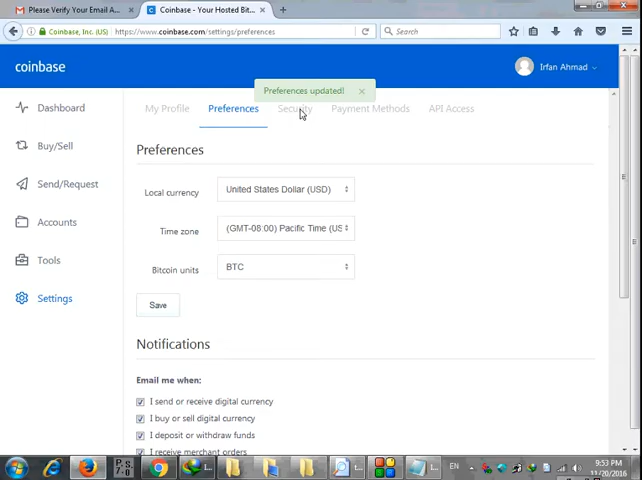 Please Verify Your Email A...
Coinbase - Your Hosted Bit...
Coinbase, Inc. (US)
https://www.coinbase.com/settings/preferences
Search
coinbase
Irfan Ahmad
Preferences updated!
My Profile
Preferences
Security
Payment Methods
API Access
Dashboard
Buy/Sell
Send/Request
Accounts
Tools
Settings
Preferences
Local currency
United States Dollar (USD)
Time zone
(GMT-08:00) Pacific Time (US
Bitcoin units
BTC
Save
Notifications
Email me when:
I send or receive digital currency
I buy or sell digital currency
I deposit or withdraw funds
I receive merchant orders
EN
9:53 PM
11/20/2016